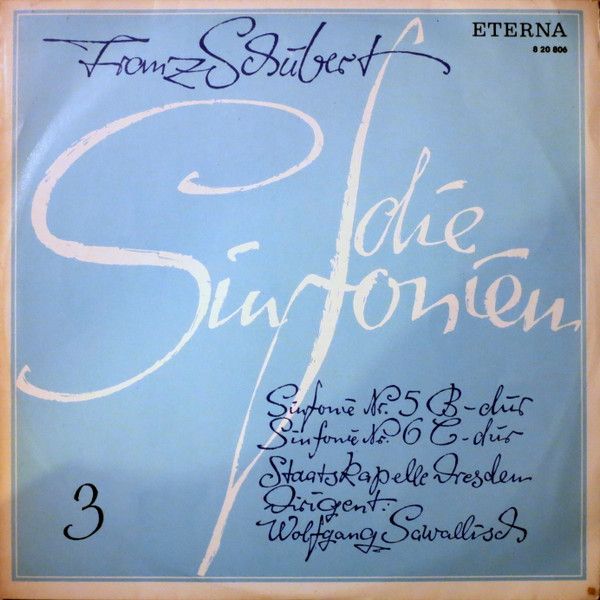 Franz Schubert
ETERNA
8 20 806
die
Sinfonien
Sinfonie Nr. 5 B-dur
Sinfonie Nr. 6 C-dur
Staatskapelle Dresden
Dirigent:
Wolfgang Sawallisch
3